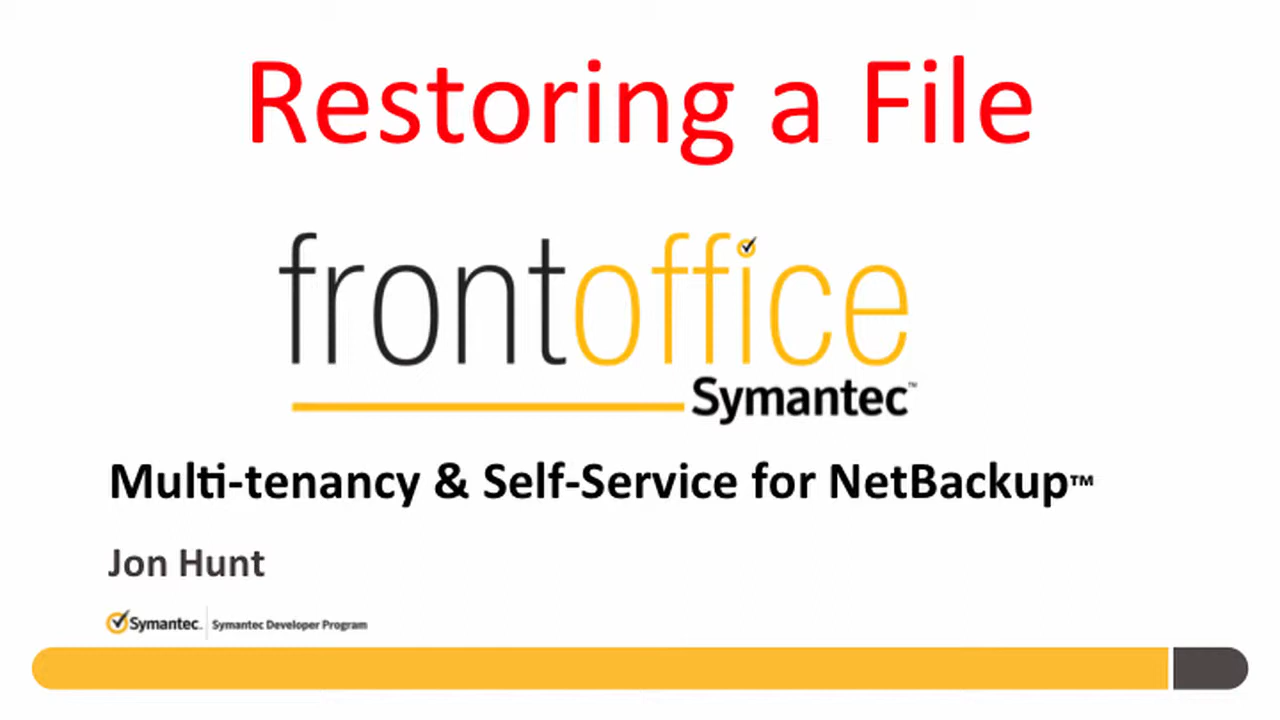 Restoring a File
frontoffice
Symantec™
Multi-tenancy & Self-Service for NetBackup™
Jon Hunt
Symantec. Symantec Developer Program